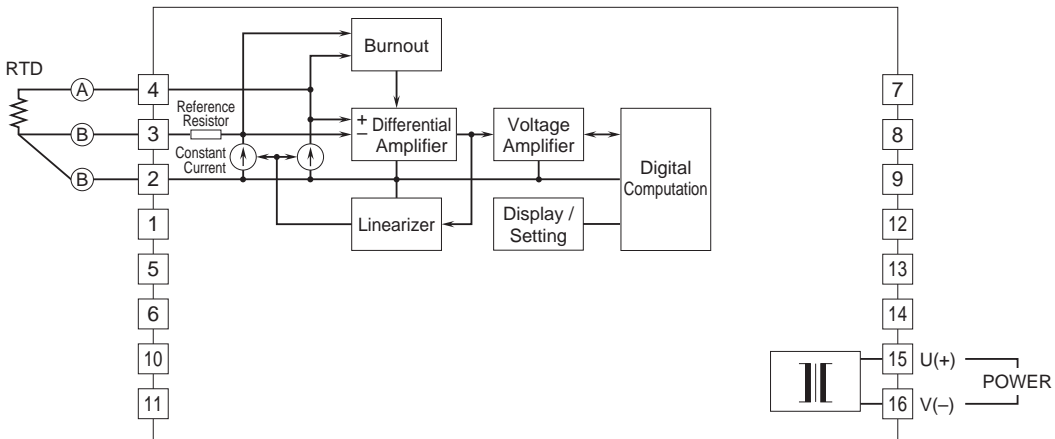 RTD
A
B
B
4
3
2
1
5
6
10
11
Reference
Resistor
Constant
Current
Burnout
+
–
Differential
Amplifier
Voltage
Amplifier
Linearizer
Display /
Setting
Digital
Computation
7
8
9
12
13
14
15
16
U(+)
V(–)
POWER